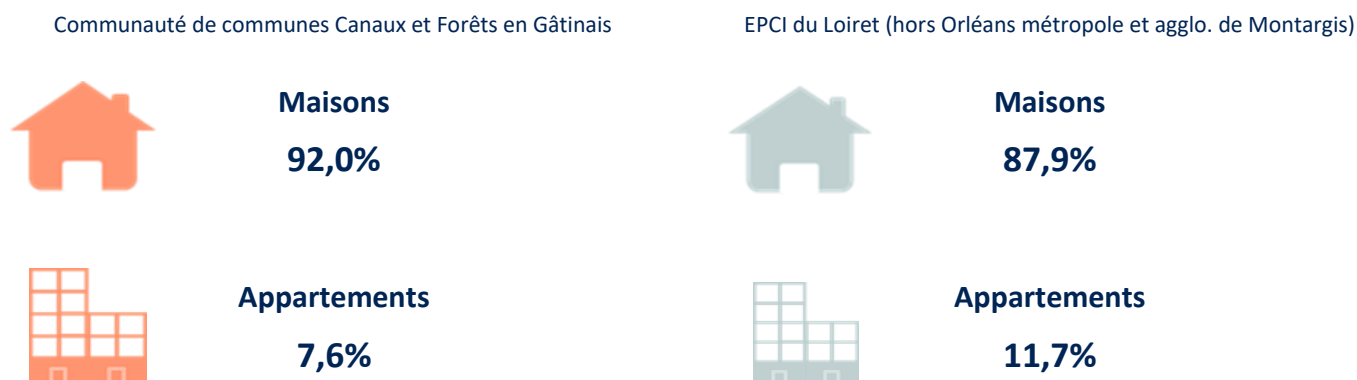 Communauté de communes Canaux et Forêts en Gâtinais
Maisons
92,0%
Appartements
7,6%
EPCI du Loiret (hors Orléans métropole et agglo. de Montargis)
Maisons
87,9%
Appartements
11,7%